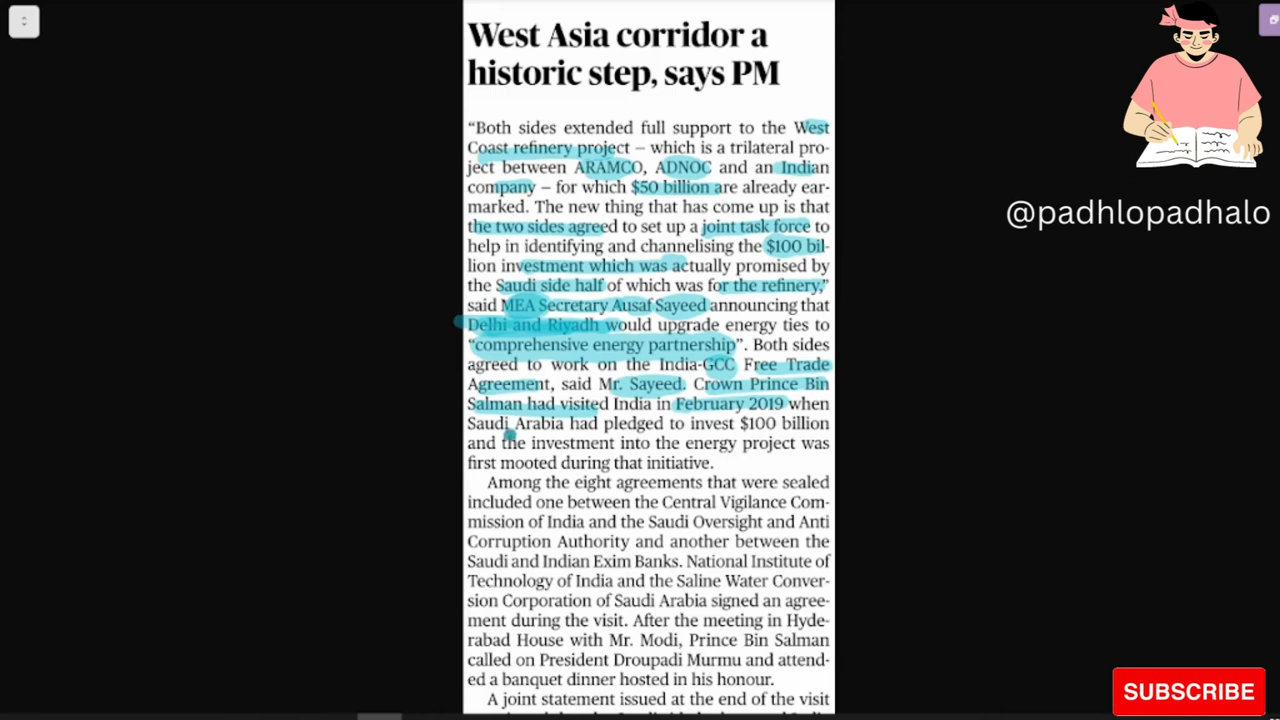 West Asia corridor a
historic step, says PM
“Both sides extended full support to the West
Coast refinery project – which is a trilateral pro-
ject between ARAMCO, ADNOC and an Indian
company – for which $50 billion are already ear-
marked. The new thing that has come up is that
the two sides agreed to set up a joint task force to
help in identifying and channelising the $100 bil-
lion investment which was actually promised by
the Saudi side half of which was for the refinery,”
said MEA Secretary Ausaf Sayeed announcing that
Delhi and Riyadh would upgrade energy ties to
“comprehensive energy partnership”. Both sides
agreed to work on the India-GCC Free Trade
Agreement, said Mr. Sayeed. Crown Prince Bin
Salman had visited India in February 2019 when
Saudi Arabia had pledged to invest $100 billion
and the investment into the energy project was
first mooted during that initiative.
Among the eight agreements that were sealed
included one between the Central Vigilance Com-
mission of India and the Saudi Oversight and Anti
Corruption Authority and another between the
Saudi and Indian Exim Banks. National Institute of
Technology of India and the Saline Water Conver-
sion Corporation of Saudi Arabia signed an agree-
ment during the visit. After the meeting in Hyde-
rabad House with Mr. Modi, Prince Bin Salman
called on President Droupadi Murmu and attend-
ed a banquet dinner hosted in his honour.
A joint statement issued at the end of the visit
@padhlopadhalo
SUBSCRIBE